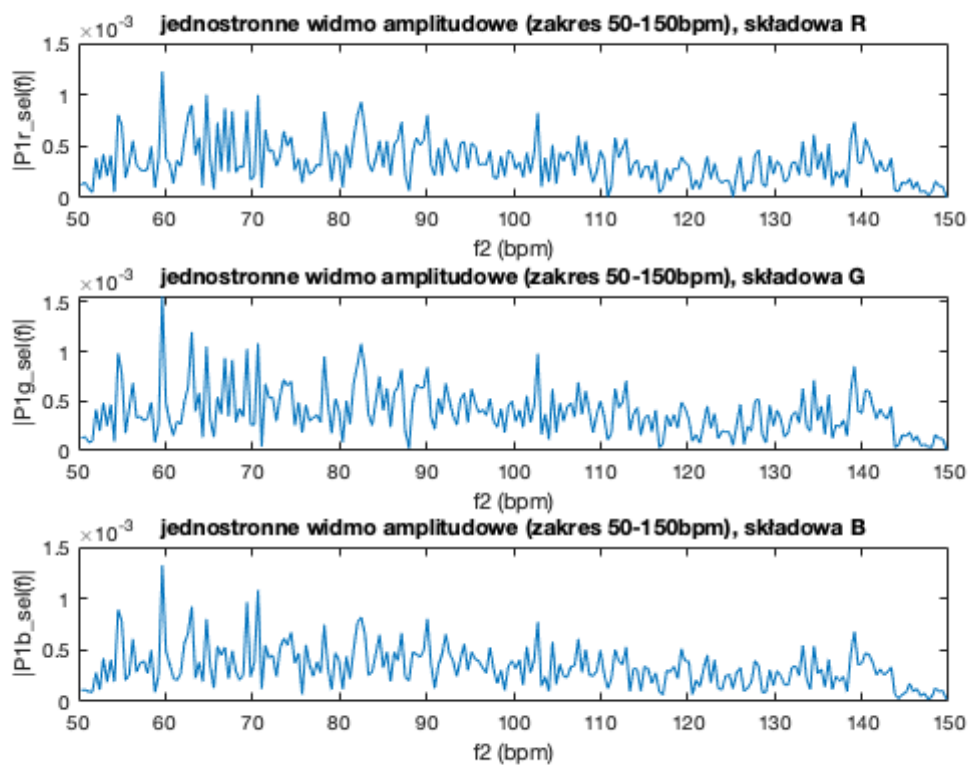 jednostronne widmo amplitudowe (zakres 50-150bpm), składowa R
×10-3
1.5
1
0.5
0
|P1r_sel(f)|
50 60 70 80 90 100 110 120 130 140 150
f2 (bpm)
jednostronne widmo amplitudowe (zakres 50-150bpm), składowa G
×10-3
1.5
1
0.5
0
|P1g_sel(f)|
50 60 70 80 90 100 110 120 130 140 150
f2 (bpm)
jednostronne widmo amplitudowe (zakres 50-150bpm), składowa B
×10-3
1.5
1
0.5
0
|P1b_sel(f)|
50 60 70 80 90 100 110 120 130 140 150
f2 (bpm)